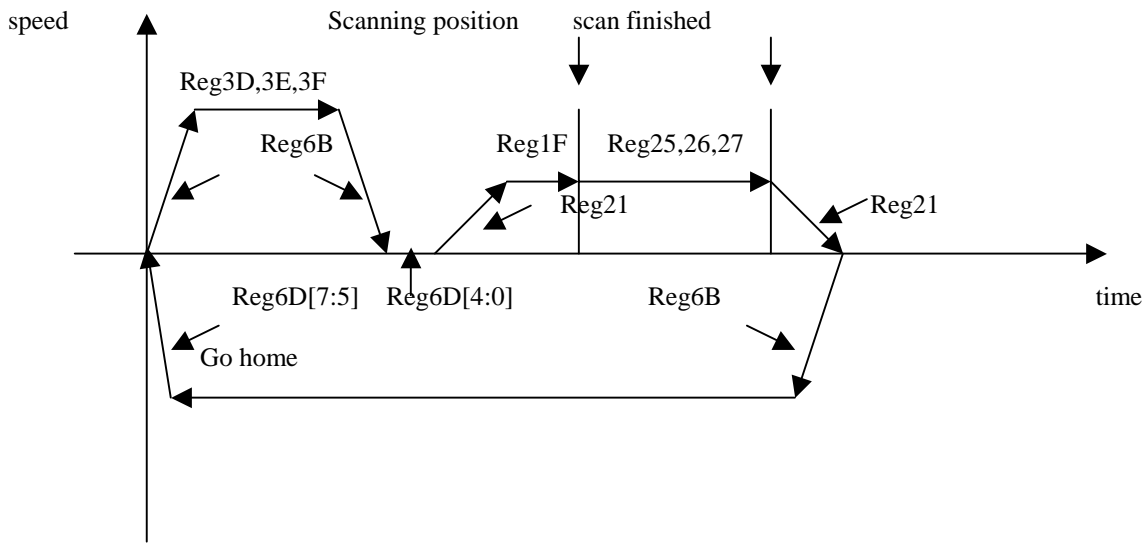 speed Scanning position scan finished
Reg3D,3E,3F
Reg6B Reg1F Reg25,26,27
Reg21 Reg21
Reg6D[7:5] Reg6D[4:0] Reg6B time
Go home